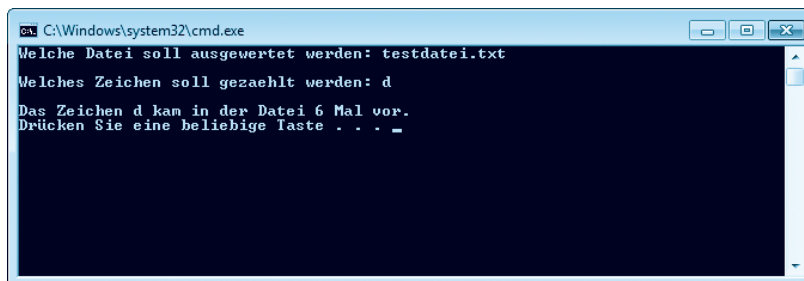 C:\Windows\system32\cmd.exe
Welche Datei soll ausgewertet werden: testdatei.txt
Welches Zeichen soll gezaehlt werden: d
Das Zeichen d kam in der Datei 6 Mal vor.
Drücken Sie eine beliebige Taste . . . _